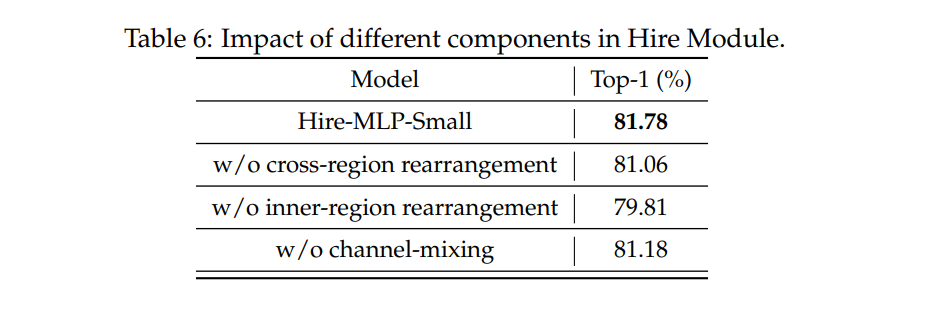 Table 6: Impact of different components in Hire Module.
Model Top-1 (%)
Hire-MLP-Small 81.78
w/o cross-region rearrangement 81.06
w/o inner-region rearrangement 79.81
w/o channel-mixing 81.18